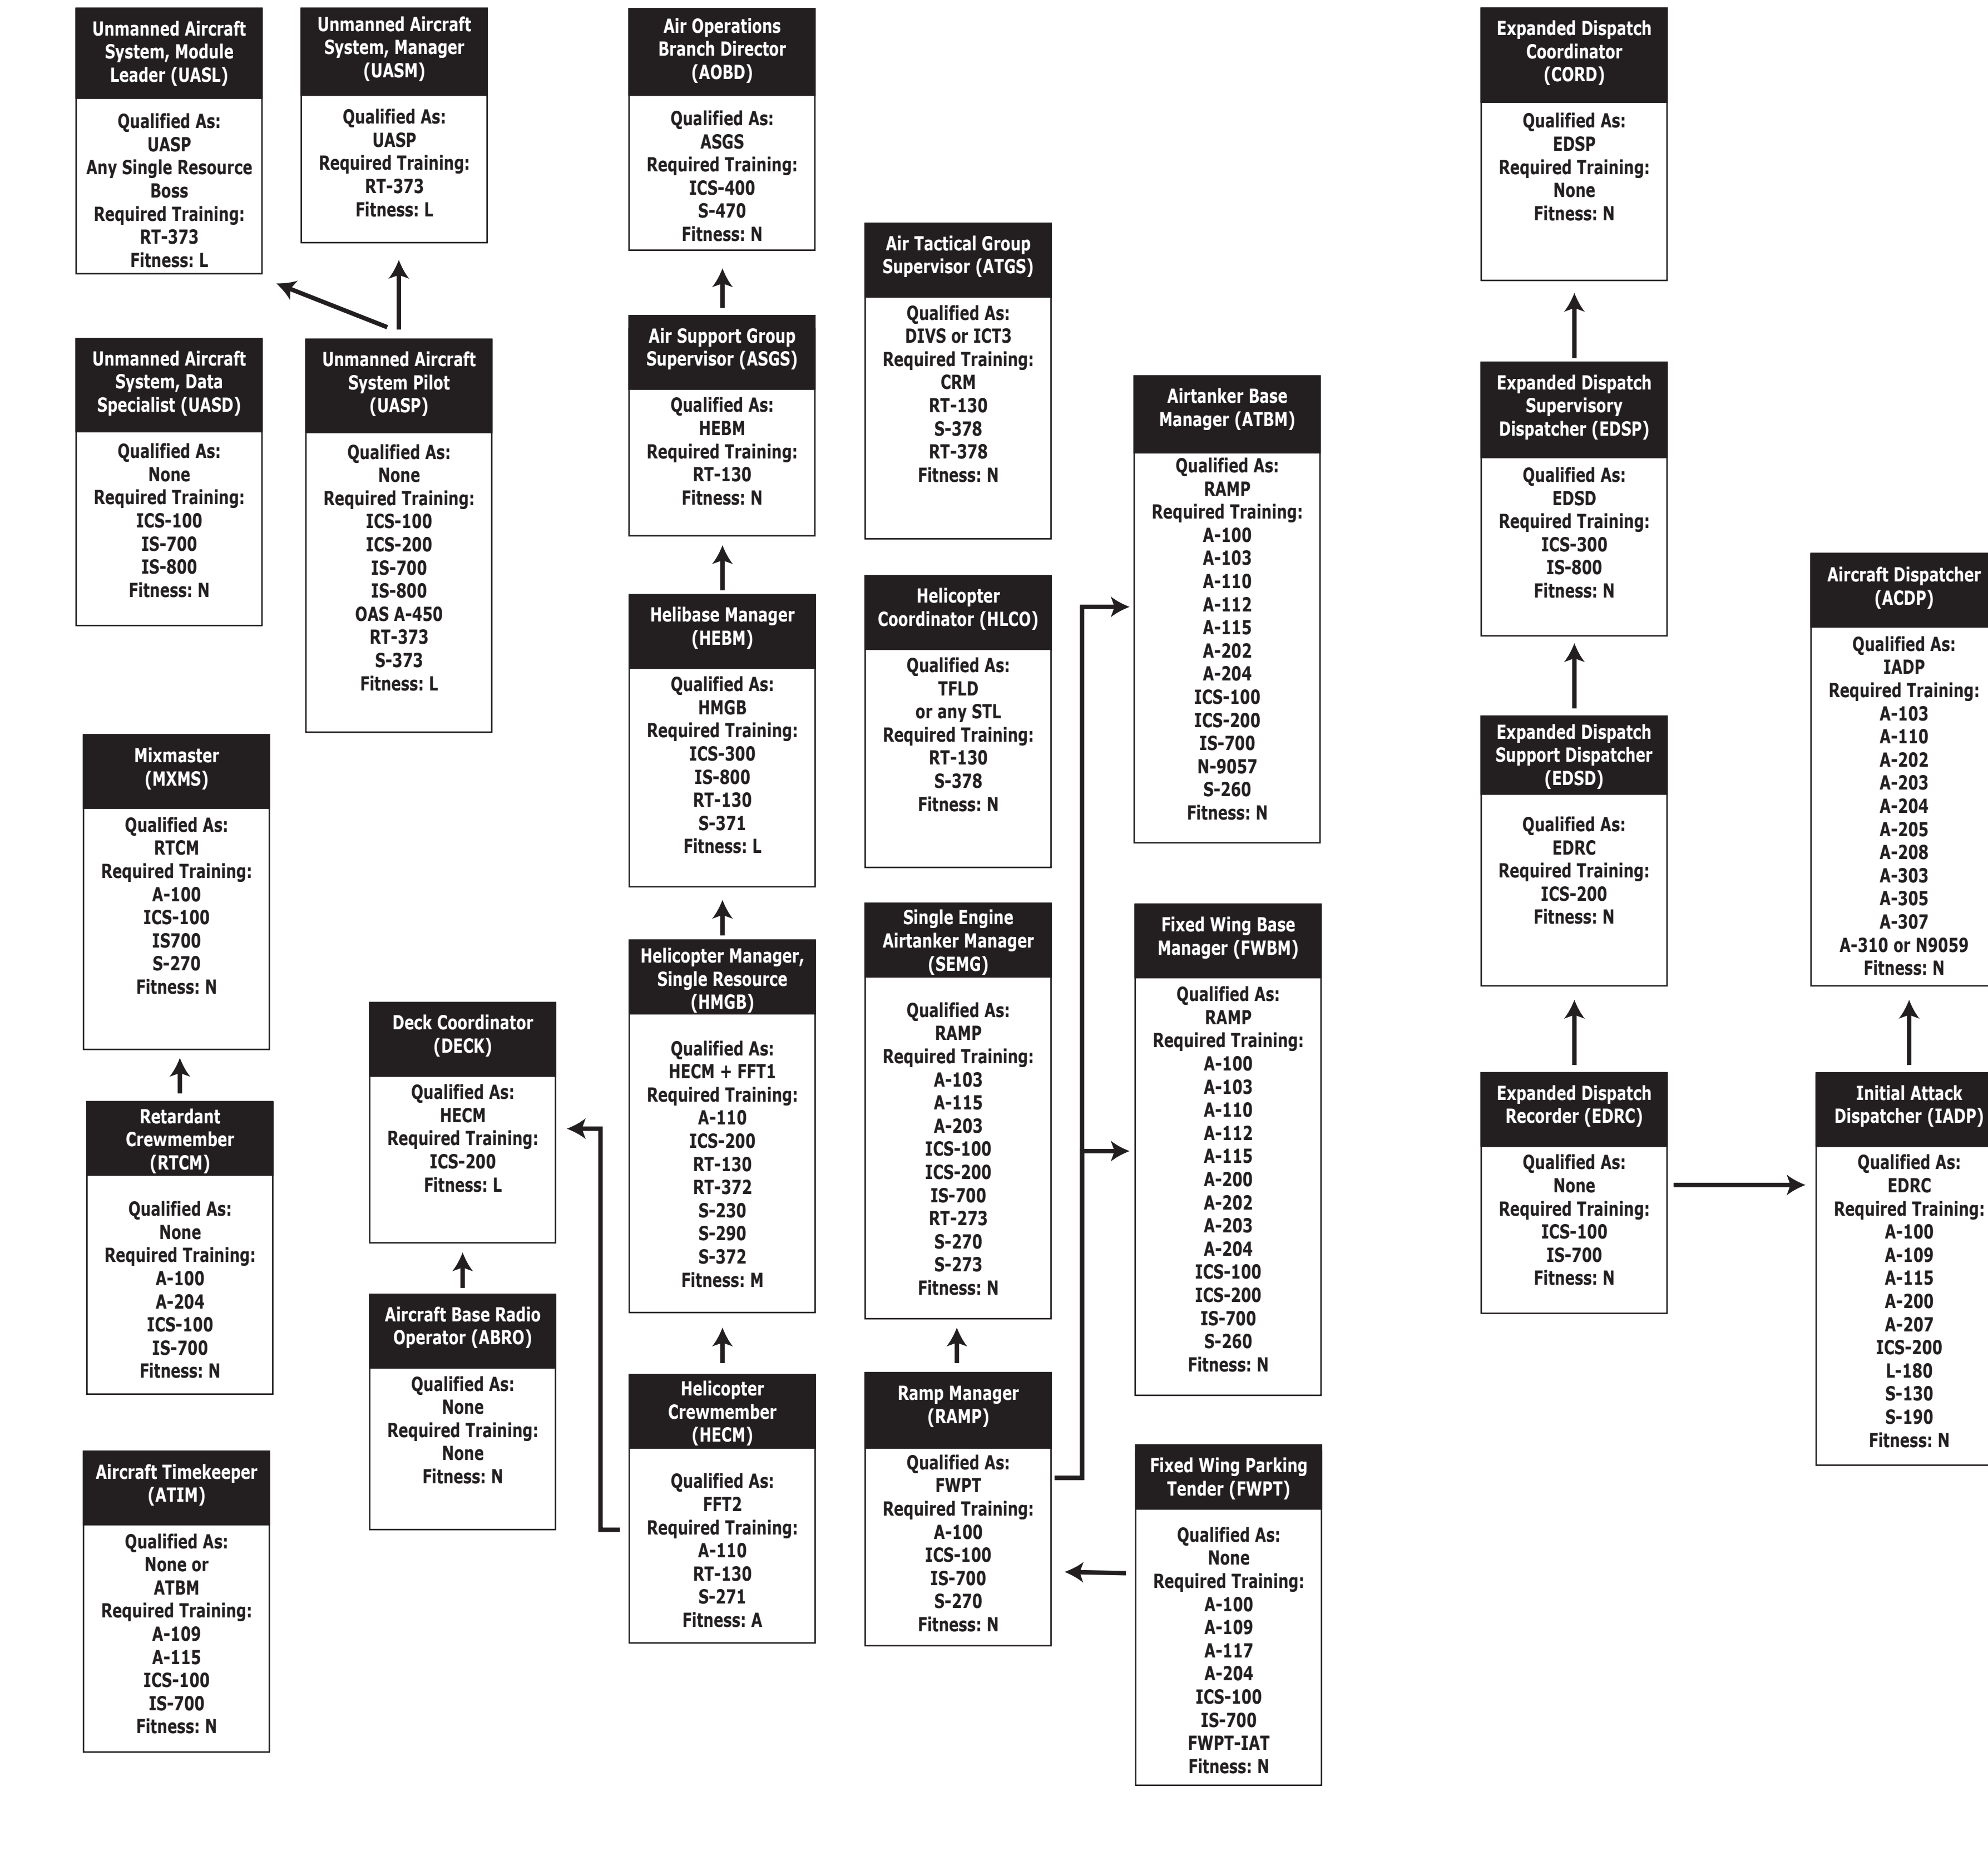 Unmanned Aircraft
System, Module
Leader (UASL)
Qualified As:
UASP
Any Single Resource
Boss
Required Training:
RT-373
Fitness: L
Unmanned Aircraft
System, Manager
(UASM)
Qualified As:
UASP
Required Training:
RT-373
Fitness: L
Unmanned Aircraft
System, Data
Specialist (UASD)
Qualified As:
None
Required Training:
ICS-100
IS-700
IS-800
Fitness: N
Unmanned Aircraft
System Pilot
(UASP)
Qualified As:
None
Required Training:
ICS-100
ICS-200
IS-700
IS-800
OAS A-450
RT-373
S-373
Fitness: L
Mixmaster
(MXMS)
Qualified As:
RTCM
Required Training:
A-100
ICS-100
IS700
S-270
Fitness: N
Retardant
Crewmember
(RTCM)
Qualified As:
None
Required Training:
A-100
A-204
ICS-100
IS-700
Fitness: N
Aircraft Timekeeper
(ATIM)
Qualified As:
None or
ATBM
Required Training:
A-109
A-115
ICS-100
IS-700
Fitness: N
Deck Coordinator
(DECK)
Qualified As:
HECM
Required Training:
ICS-200
Fitness: L
Aircraft Base Radio
Operator (ABRO)
Qualified As:
None
Required Training:
None
Fitness: N
Air Operations
Branch Director
(AOBD)
Qualified As:
ASGS
Required Training:
ICS-400
S-470
Fitness: N
Air Support Group
Supervisor (ASGS)
Qualified As:
HEBM
Required Training:
RT-130
Fitness: N
Helibase Manager
(HEBM)
Qualified As:
HMGB
Required Training:
ICS-300
IS-800
RT-130
S-371
Fitness: L
Helicopter Manager,
Single Resource
(HMGB)
Qualified As:
HECM + FFT1
Required Training:
A-110
ICS-200
RT-130
RT-372
S-230
S-290
S-372
Fitness: M
Helicopter
Crewmember
(HECM)
Qualified As:
FFT2
Required Training:
A-110
RT-130
S-271
Fitness: A
Air Tactical Group
Supervisor (ATGS)
Qualified As:
DIVS or ICT3
Required Training:
CRM
RT-130
S-378
RT-378
Fitness: N
Helicopter
Coordinator (HLCO)
Qualified As:
TFLD
or any STL
Required Training:
RT-130
S-378
Fitness: N
Single Engine
Airtanker Manager
(SEMG)
Qualified As:
RAMP
Required Training:
A-103
A-115
A-203
ICS-100
ICS-200
IS-700
RT-273
S-270
S-273
Fitness: N
Ramp Manager
(RAMP)
Qualified As:
FWPT
Required Training:
A-100
ICS-100
IS-700
S-270
Fitness: N
Airtanker Base
Manager (ATBM)
Qualified As:
RAMP
Required Training:
A-100
A-103
A-110
A-112
A-115
A-202
A-204
ICS-100
ICS-200
IS-700
N-9057
S-260
Fitness: N
Fixed Wing Base
Manager (FWBM)
Qualified As:
RAMP
Required Training:
A-100
A-103
A-110
A-112
A-115
A-200
A-202
A-203
A-204
ICS-100
ICS-200
IS-700
S-260
Fitness: N
Fixed Wing Parking
Tender (FWPT)
Qualified As:
None
Required Training:
A-100
A-109
A-117
A-204
ICS-100
IS-700
FWPT-IAT
Fitness: N
Expanded Dispatch
Coordinator
(CORD)
Qualified As:
EDSP
Required Training:
None
Fitness: N
Expanded Dispatch
Supervisory
Dispatcher (EDSP)
Qualified As:
EDSD
Required Training:
ICS-300
IS-800
Fitness: N
Expanded Dispatch
Support Dispatcher
(EDSD)
Qualified As:
EDRC
Required Training:
ICS-200
Fitness: N
Expanded Dispatch
Recorder (EDRC)
Qualified As:
None
Required Training:
ICS-100
IS-700
Fitness: N
Aircraft Dispatcher
(ACDP)
Qualified As:
IADP
Required Training:
A-103
A-110
A-202
A-203
A-204
A-205
A-208
A-303
A-305
A-307
A-310 or N9059
Fitness: N
Initial Attack
Dispatcher (IADP)
Qualified As:
EDRC
Required Training:
A-100
A-109
A-115
A-200
A-207
ICS-200
L-180
S-130
S-190
Fitness: N